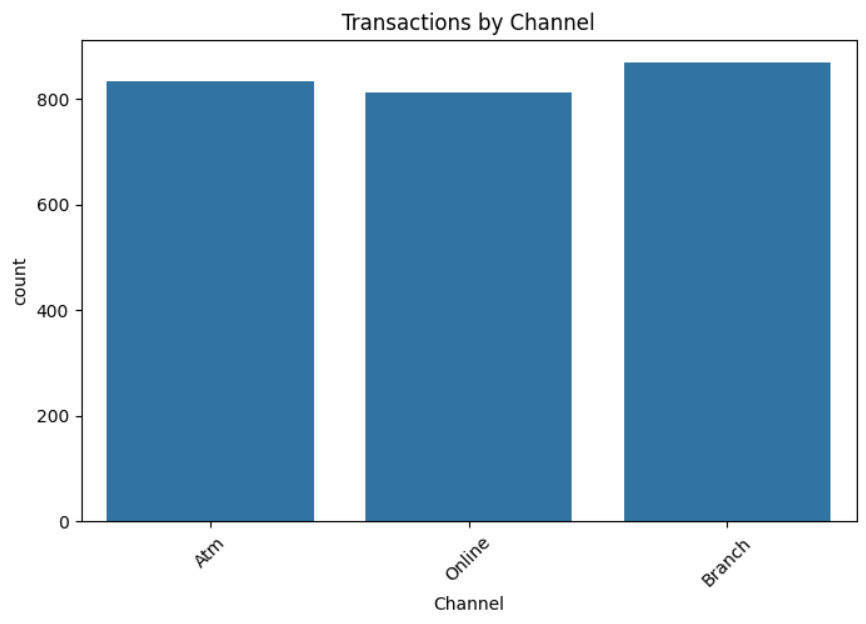 Transactions by Channel
800
600
400
200
0
count
Atm
Online
Branch
Channel